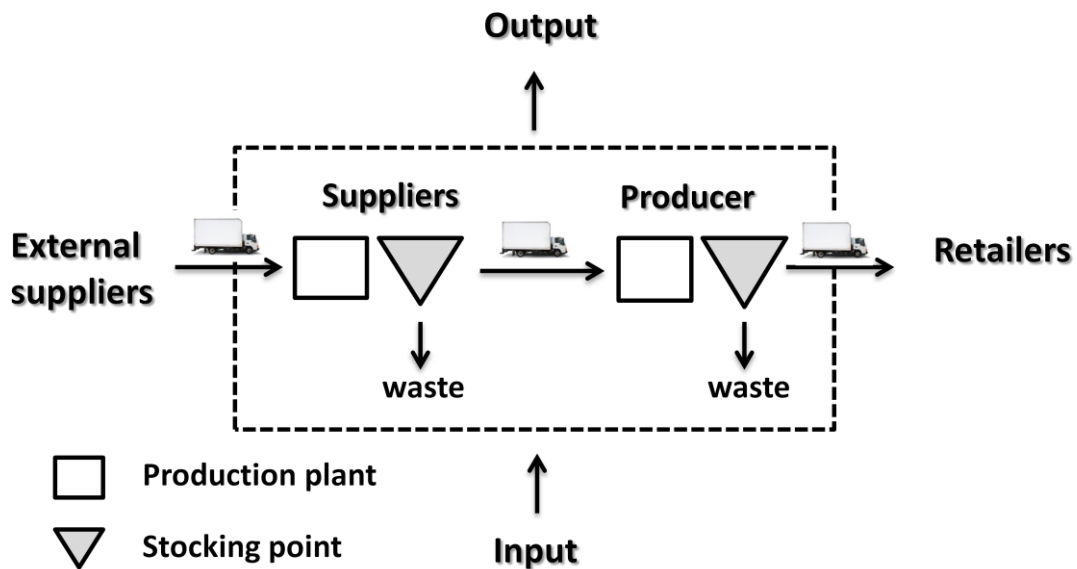 Output
Suppliers
Producer
External
suppliers
Retailers
waste
waste
Production plant
Stocking point
Input